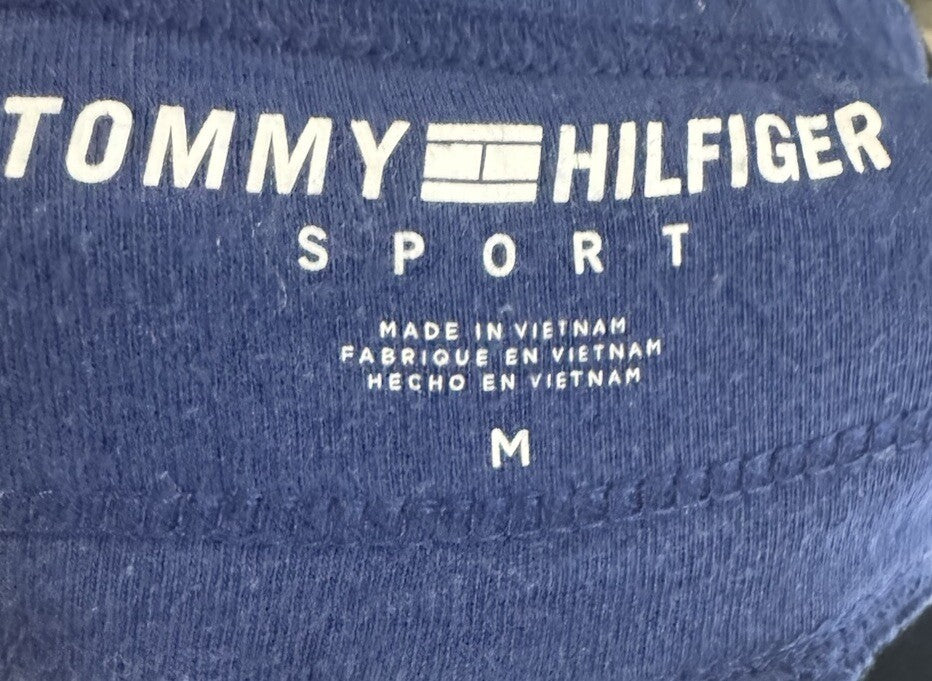 TOMMY HILFIGER
SPORT
MADE IN VIETNAM
FABRIQUE EN VIETNAM
HECHO EN VIETNAM
M